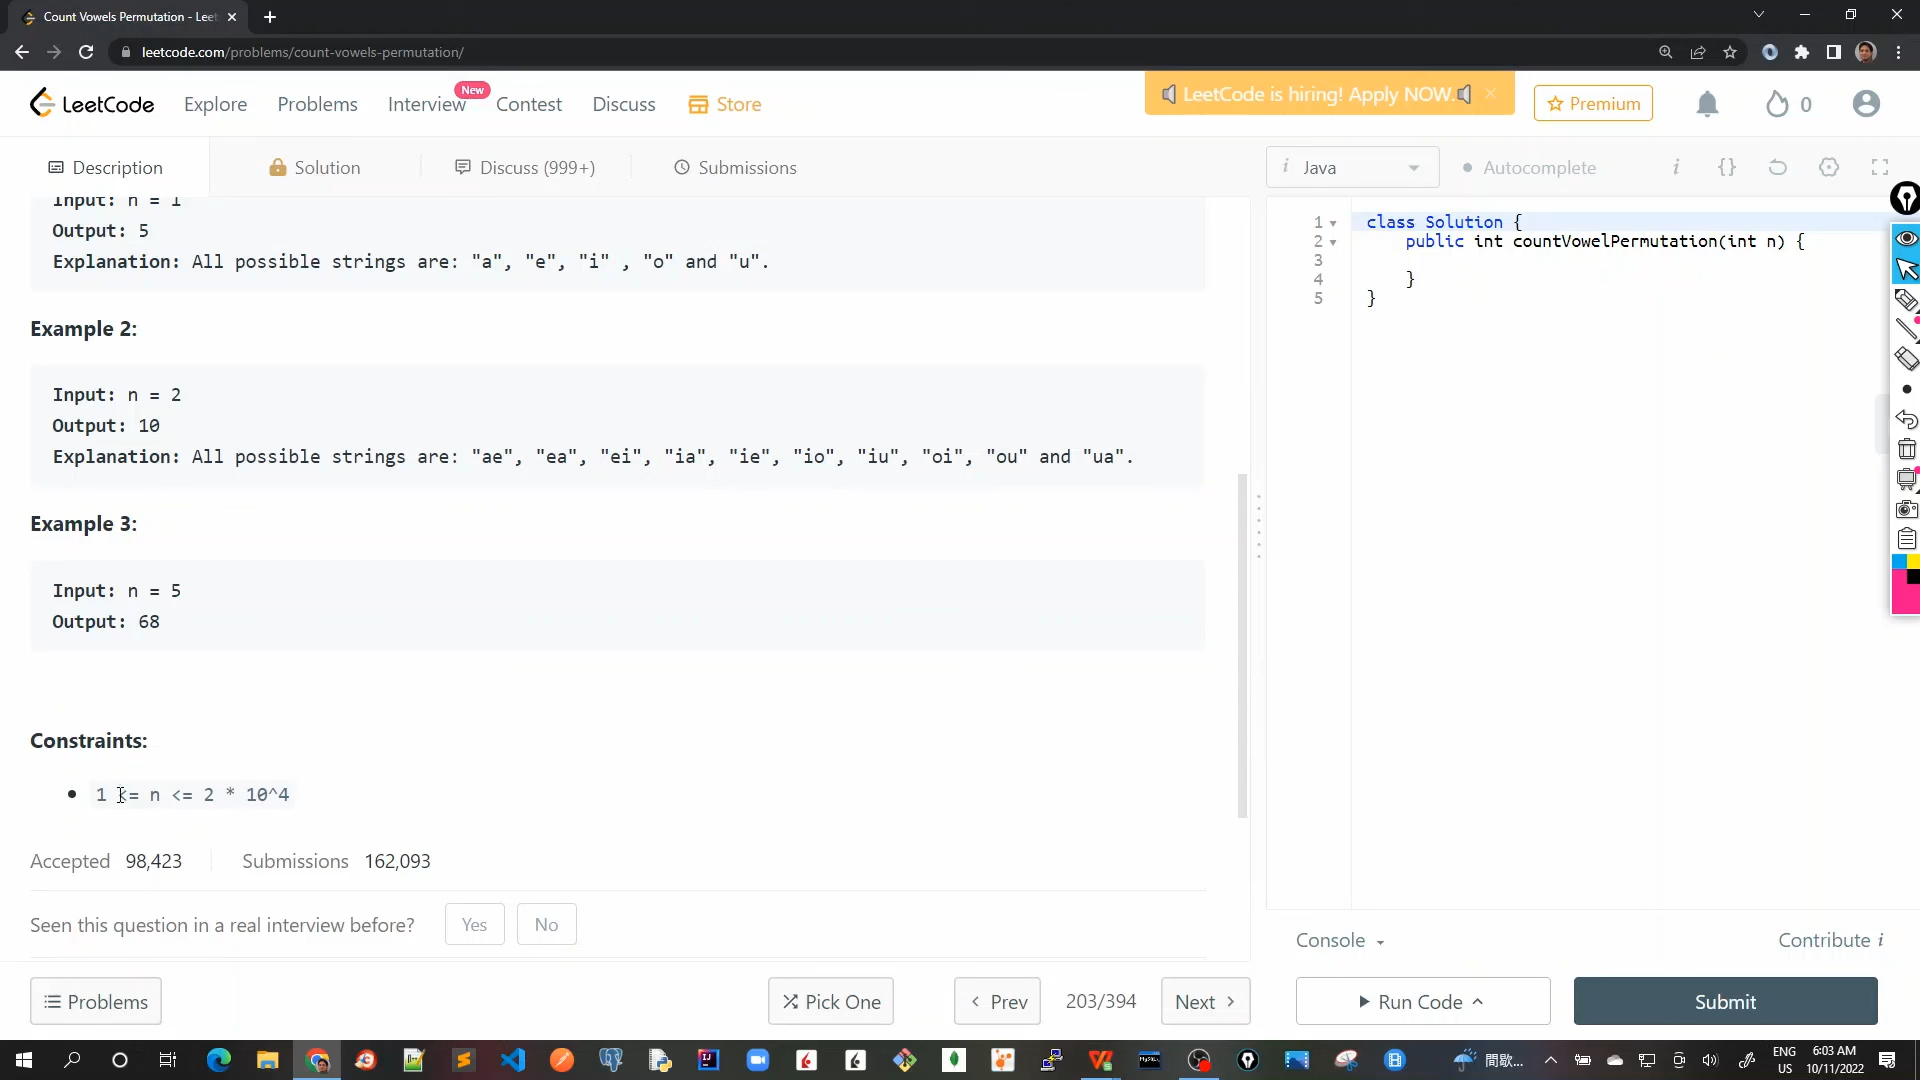 Count Vowels Permutation - Leet
leetcode.com/problems/count-vowels-permutation/
LeetCode
Explore
Problems
Interview
New
Contest
Discuss
Store
LeetCode is hiring! Apply NOW.
Premium
0
Description
Solution
Discuss (999+)
Submissions
i Java
Autocomplete
Input: n = 1
Output: 5
Explanation: All possible strings are: "a", "e", "i" , "o" and "u".
Example 2:
Input: n = 2
Output: 10
Explanation: All possible strings are: "ae", "ea", "ei", "ia", "ie", "io", "iu", "oi", "ou" and "ua".
Example 3:
Input: n = 5
Output: 68
Constraints:
1 <= n <= 2 * 10^4
Accepted 98,423 Submissions 162,093
Seen this question in a real interview before? Yes No
1 class Solution {
2 public int countVowelPermutation(int n) {
3
4 }
5 }
Console
Contribute i
Problems
Pick One
Prev
203/394
Next
Run Code
Submit
間歇...
ENG
US
6:03 AM
10/11/2022